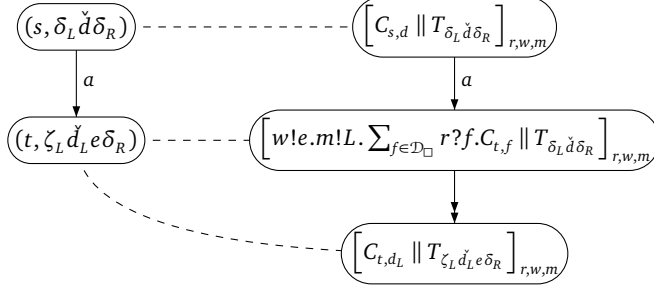 (s, δ_L ď δ_R) [C_{s,d} ∥ T_{δ_L ď δ_R}]_{r,w,m}
a a
(t, ζ_L ď_L e δ_R) [w!e.m!L. ∑_{f∈𝒟_□} r?f.C_{t,f} ∥ T_{δ_L ď δ_R}]_{r,w,m}
[C_{t,d_L} ∥ T_{ζ_L ď_L e δ_R}]_{r,w,m}